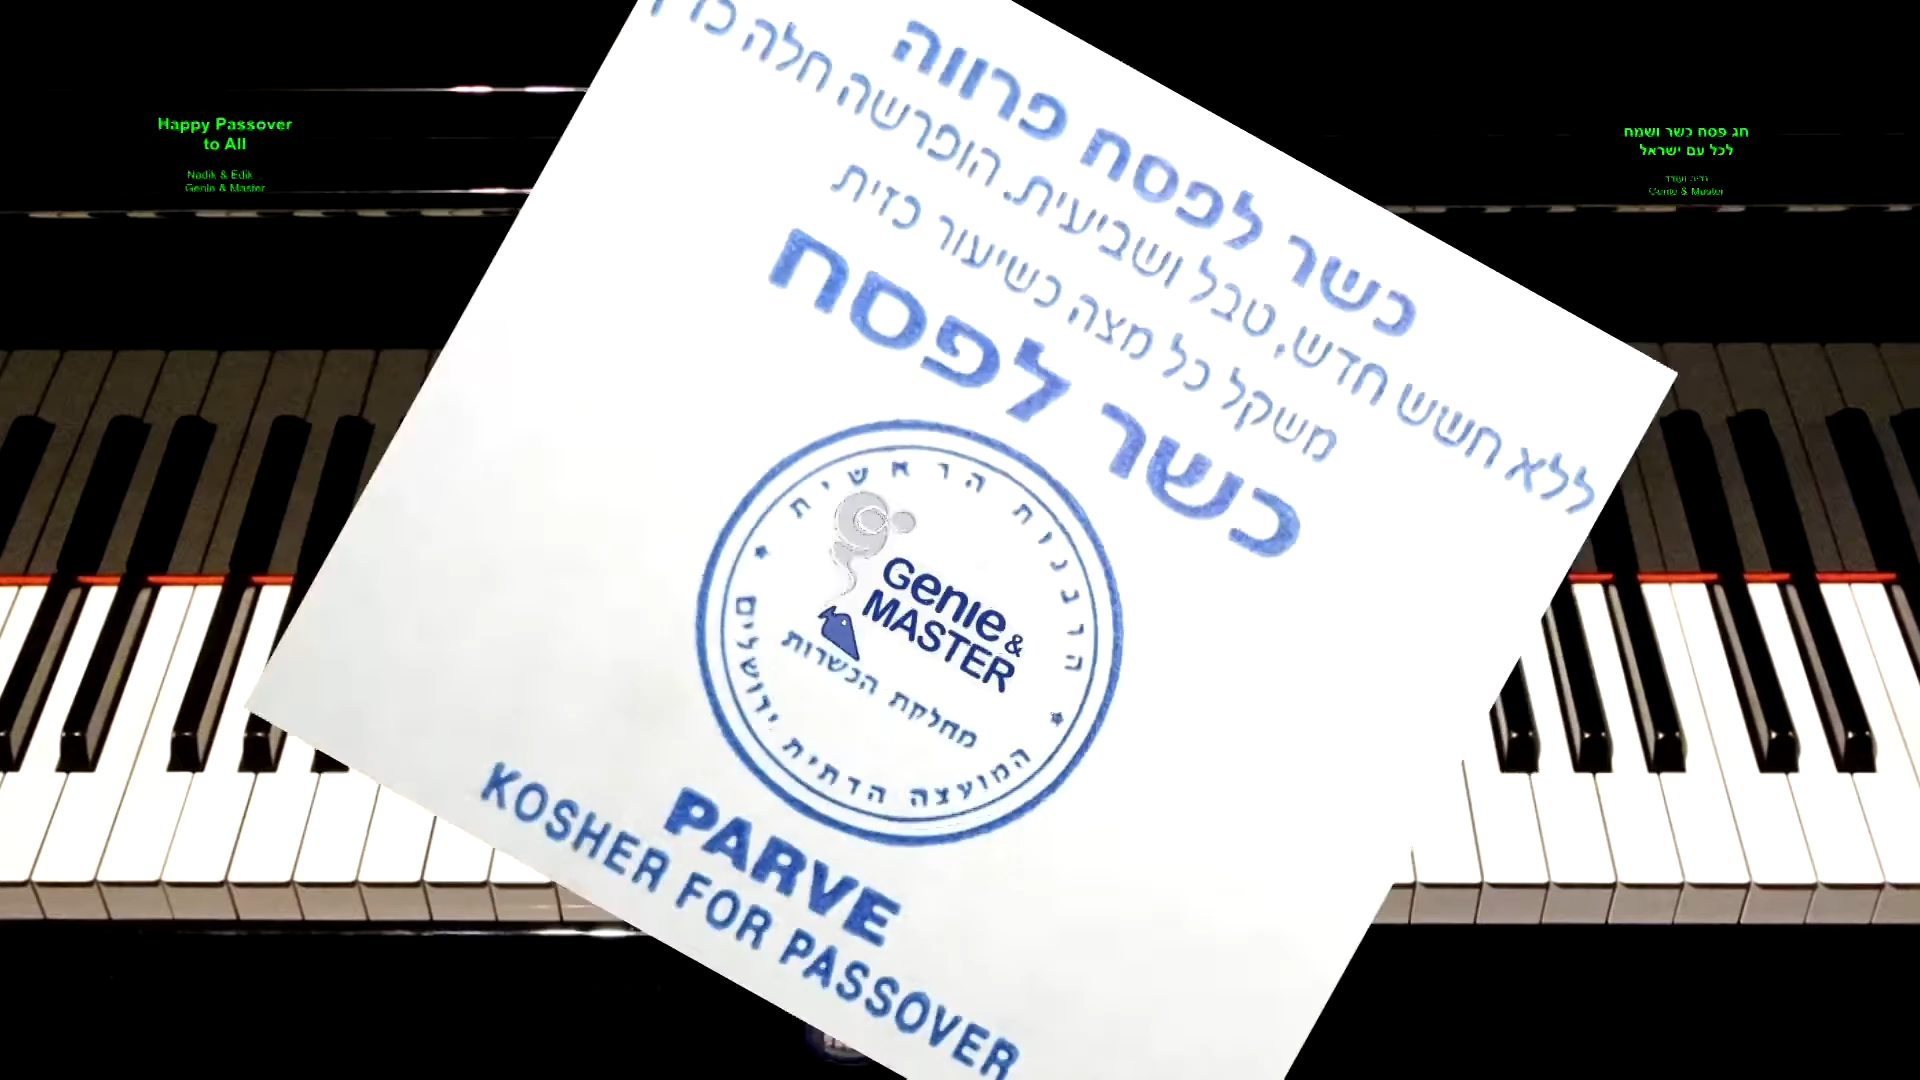 Happy Passover
to All
Nadik & Edik
Genie & Master
חג פסח כשר ושמח
לכל עם ישראל
Genie & Master
כשר לפסח פרווה
ללא חשש חדש, טבל ושביעית. הופרשה חלה כדין
משקל כל מצה כשיעור כזית
כשר לפסח
הרבנות הראשית
Genie &
MASTER
מחלקת הכשרות
המועצה הדתית ירושלים
PARVE
KOSHER FOR PASSOVER